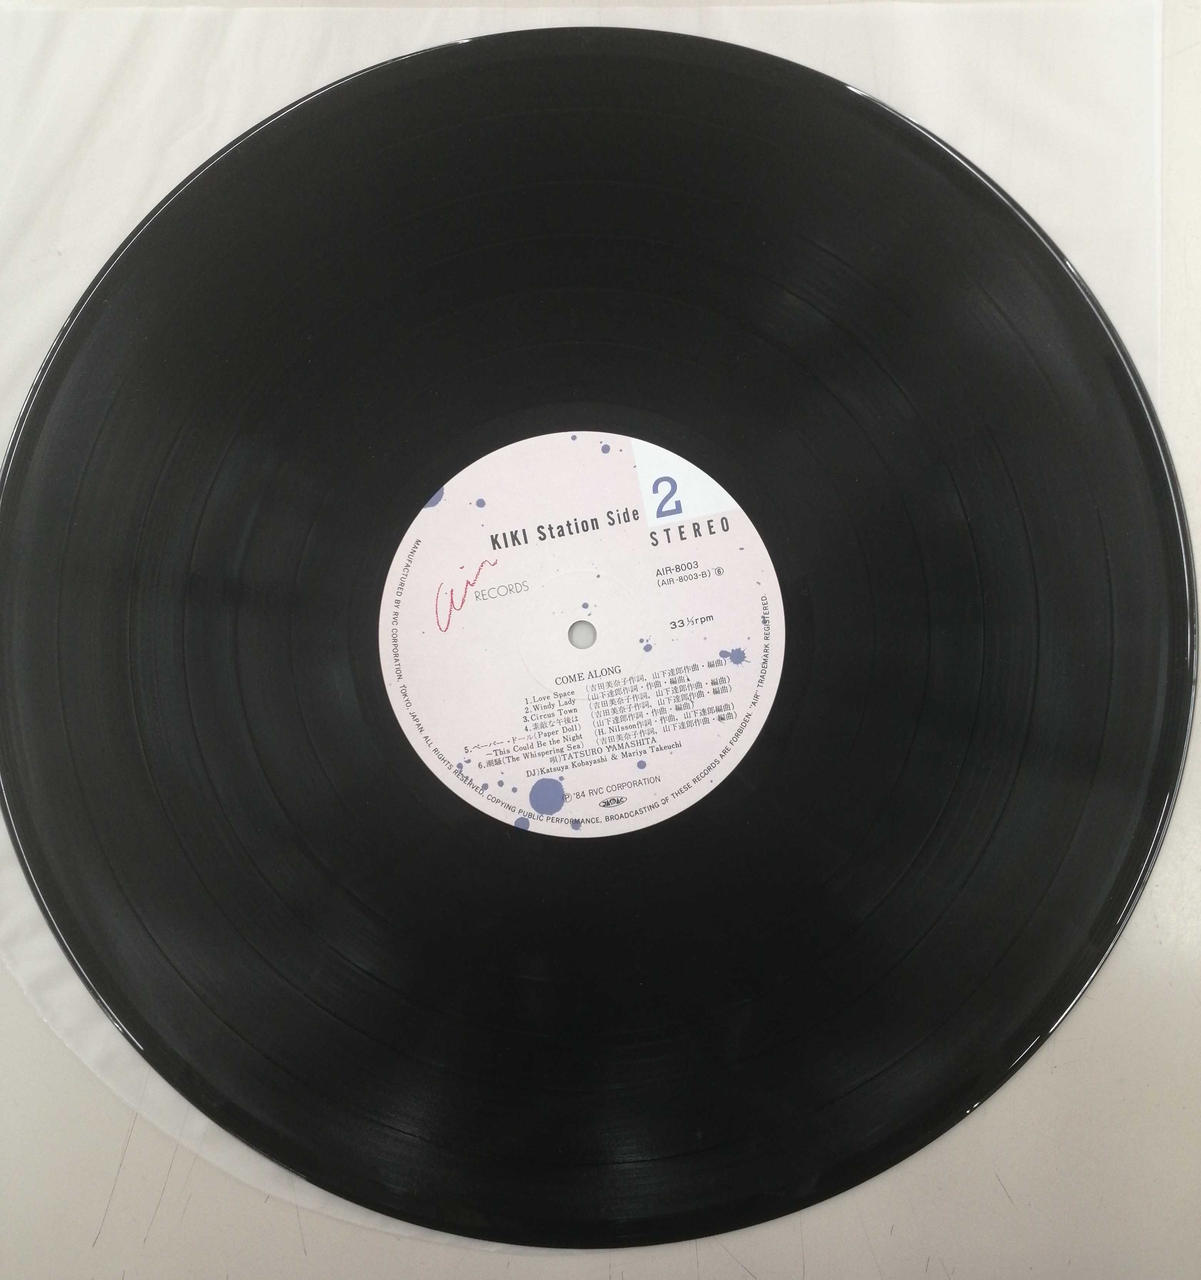 KIKI Station Side 2
STEREO
Air RECORDS
AIR-8003
(AIR-8003-B) ⑥
33⅓rpm
COME ALONG
1.Love Space (吉田美奈子作詞, 山下達郎作曲・編曲)
2.Windy Lady (山下達郎作詞・作曲・編曲)
3.Circus Town (吉田美奈子作詞, 山下達郎作曲・編曲)
4.素敵な午後は (吉田美奈子作詞, 山下達郎作曲・編曲)
5.ペーパー・ドール(Paper Doll) (山下達郎作詞・作曲・編曲)
~This Could Be the Night (H. Nilsson作詞・作曲, 山下達郎編曲)
6.潮騒(The Whispering Sea) (吉田美奈子作詞, 山下達郎作曲・編曲)
唄)TATSURO YAMASHITA
DJ)Katsuya Kobayashi & Mariya Takeuchi
Ⓟ '84 RVC CORPORATION
JASRAC
MANUFACTURED BY RVC CORPORATION, TOKYO, JAPAN. ALL RIGHTS RESERVED, COPYING PUBLIC PERFORMANCE, BROADCASTING OF THESE RECORDS ARE FORBIDDEN. "AIR" TRADEMARK REGISTERED.